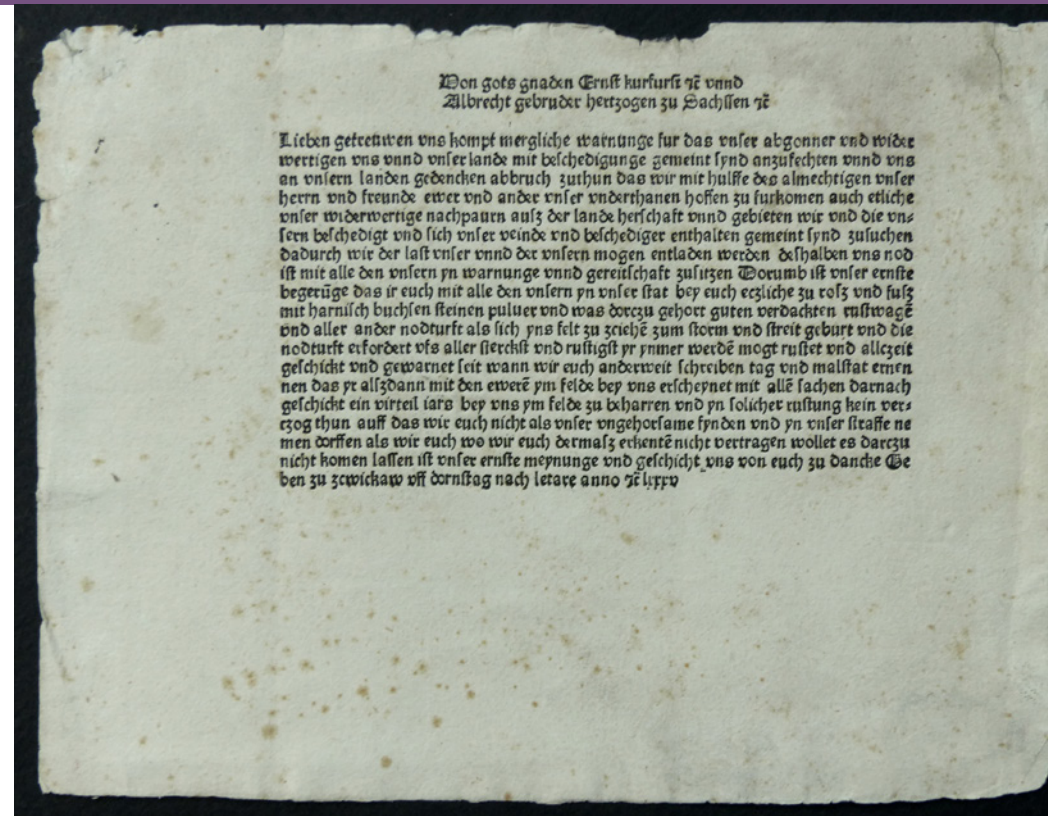 Von gots gnaden Ernst kurfurst ⁊c̄ vnnd
Albrecht gebruder hertzogen zu Sachssen ⁊c̄
Lieben getreuwen vns kompt mergliche warnunge fur das vnser abgonner vnd wider
wertigen vns vnnd vnser lande mit beschedigunge gemeint synd anzufechten vnnd vns
an vnsern landen gedencken abbruch zuthun das wir mit hulffe des almechtigen vnser
herrn vnd freunde ewer vnd ander vnser vnderthanen hoffen zu furkomen auch etliche
vnser widerwertige nachpaurn ausz der lande herschaft vnnd gebieten wir vnd die vn⸗
sern beschedigt vnd sich vnser veinde vnd beschediger enthalten gemeint synd zusuchen
dadurch wir der last vnser vnnd der vnsern mogen entladen werden deshalben vns nod
ist mit alle den vnsern yn warnunge vnnd gereitschaft zusitzen Dorumb ist vnser ernste
begerūge das ir euch mit alle den vnsern yn vnser stat bey euch eczliche zu rosz vnd fusz
mit harnisch buchsen steinen puluer vnd was dorczu gehort guten verdackten rustwagē
vnd aller ander nodturft als sich yns felt zu zciehē zum storm vnd streit geburt vnd die
nodturft erfordert vfs aller sterckst vnd rustigst yr ymmer werdē mogt rustet vnd allczeit
geschickt vnd gewarnet seit wann wir euch anderweit schreiben tag vnd malstat ernen
nen das yr alszdann mit den ewerē ym felde bey vns erscheynet mit allē sachen darnach
geschickt ein virteil iars bey vns ym felde zu beharren vnd yn solicher rustung kein ver⸗
czog thun auff das wir euch nicht als vnser vngehorsame fynden vnd yn vnser straffe ne
men dorffen als wir euch wo wir euch dermasz erkentē nicht vertragen wollet es darczu
nicht komen lassen ist vnser ernste meynunge vnd geschicht vns von euch zu dancke Ge
ben zu zcwickaw vff dornstag nach letare anno ⁊c̄ lxxxv